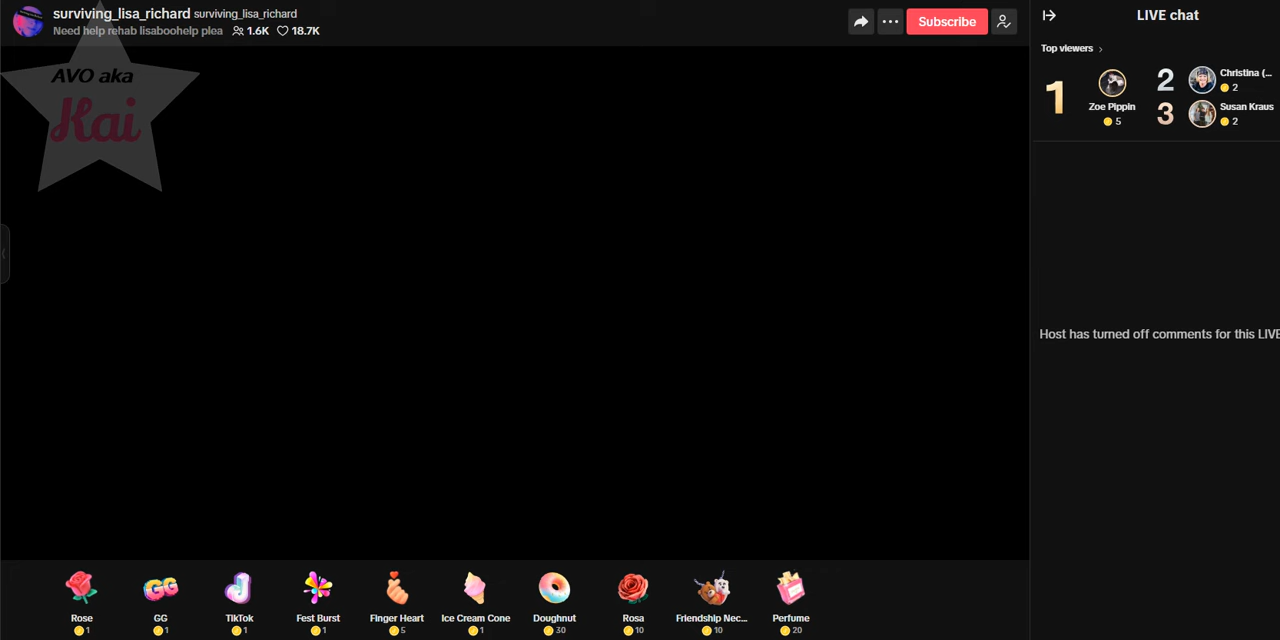 surviving_lisa_richard surviving_lisa_richard
Need help rehab lisaboohelp plea 1.6K 18.7K
Subscribe
AVO aka
Kai
LIVE chat
Top viewers
1
Zoe Pippin
5
2
Christina (...
2
3
Susan Kraus
2
Host has turned off comments for this LIVE
Rose
1
GG
GG
1
TikTok
1
Fest Burst
1
Finger Heart
5
Ice Cream Cone
1
Doughnut
30
Rosa
10
Friendship Nec...
10
Perfume
20